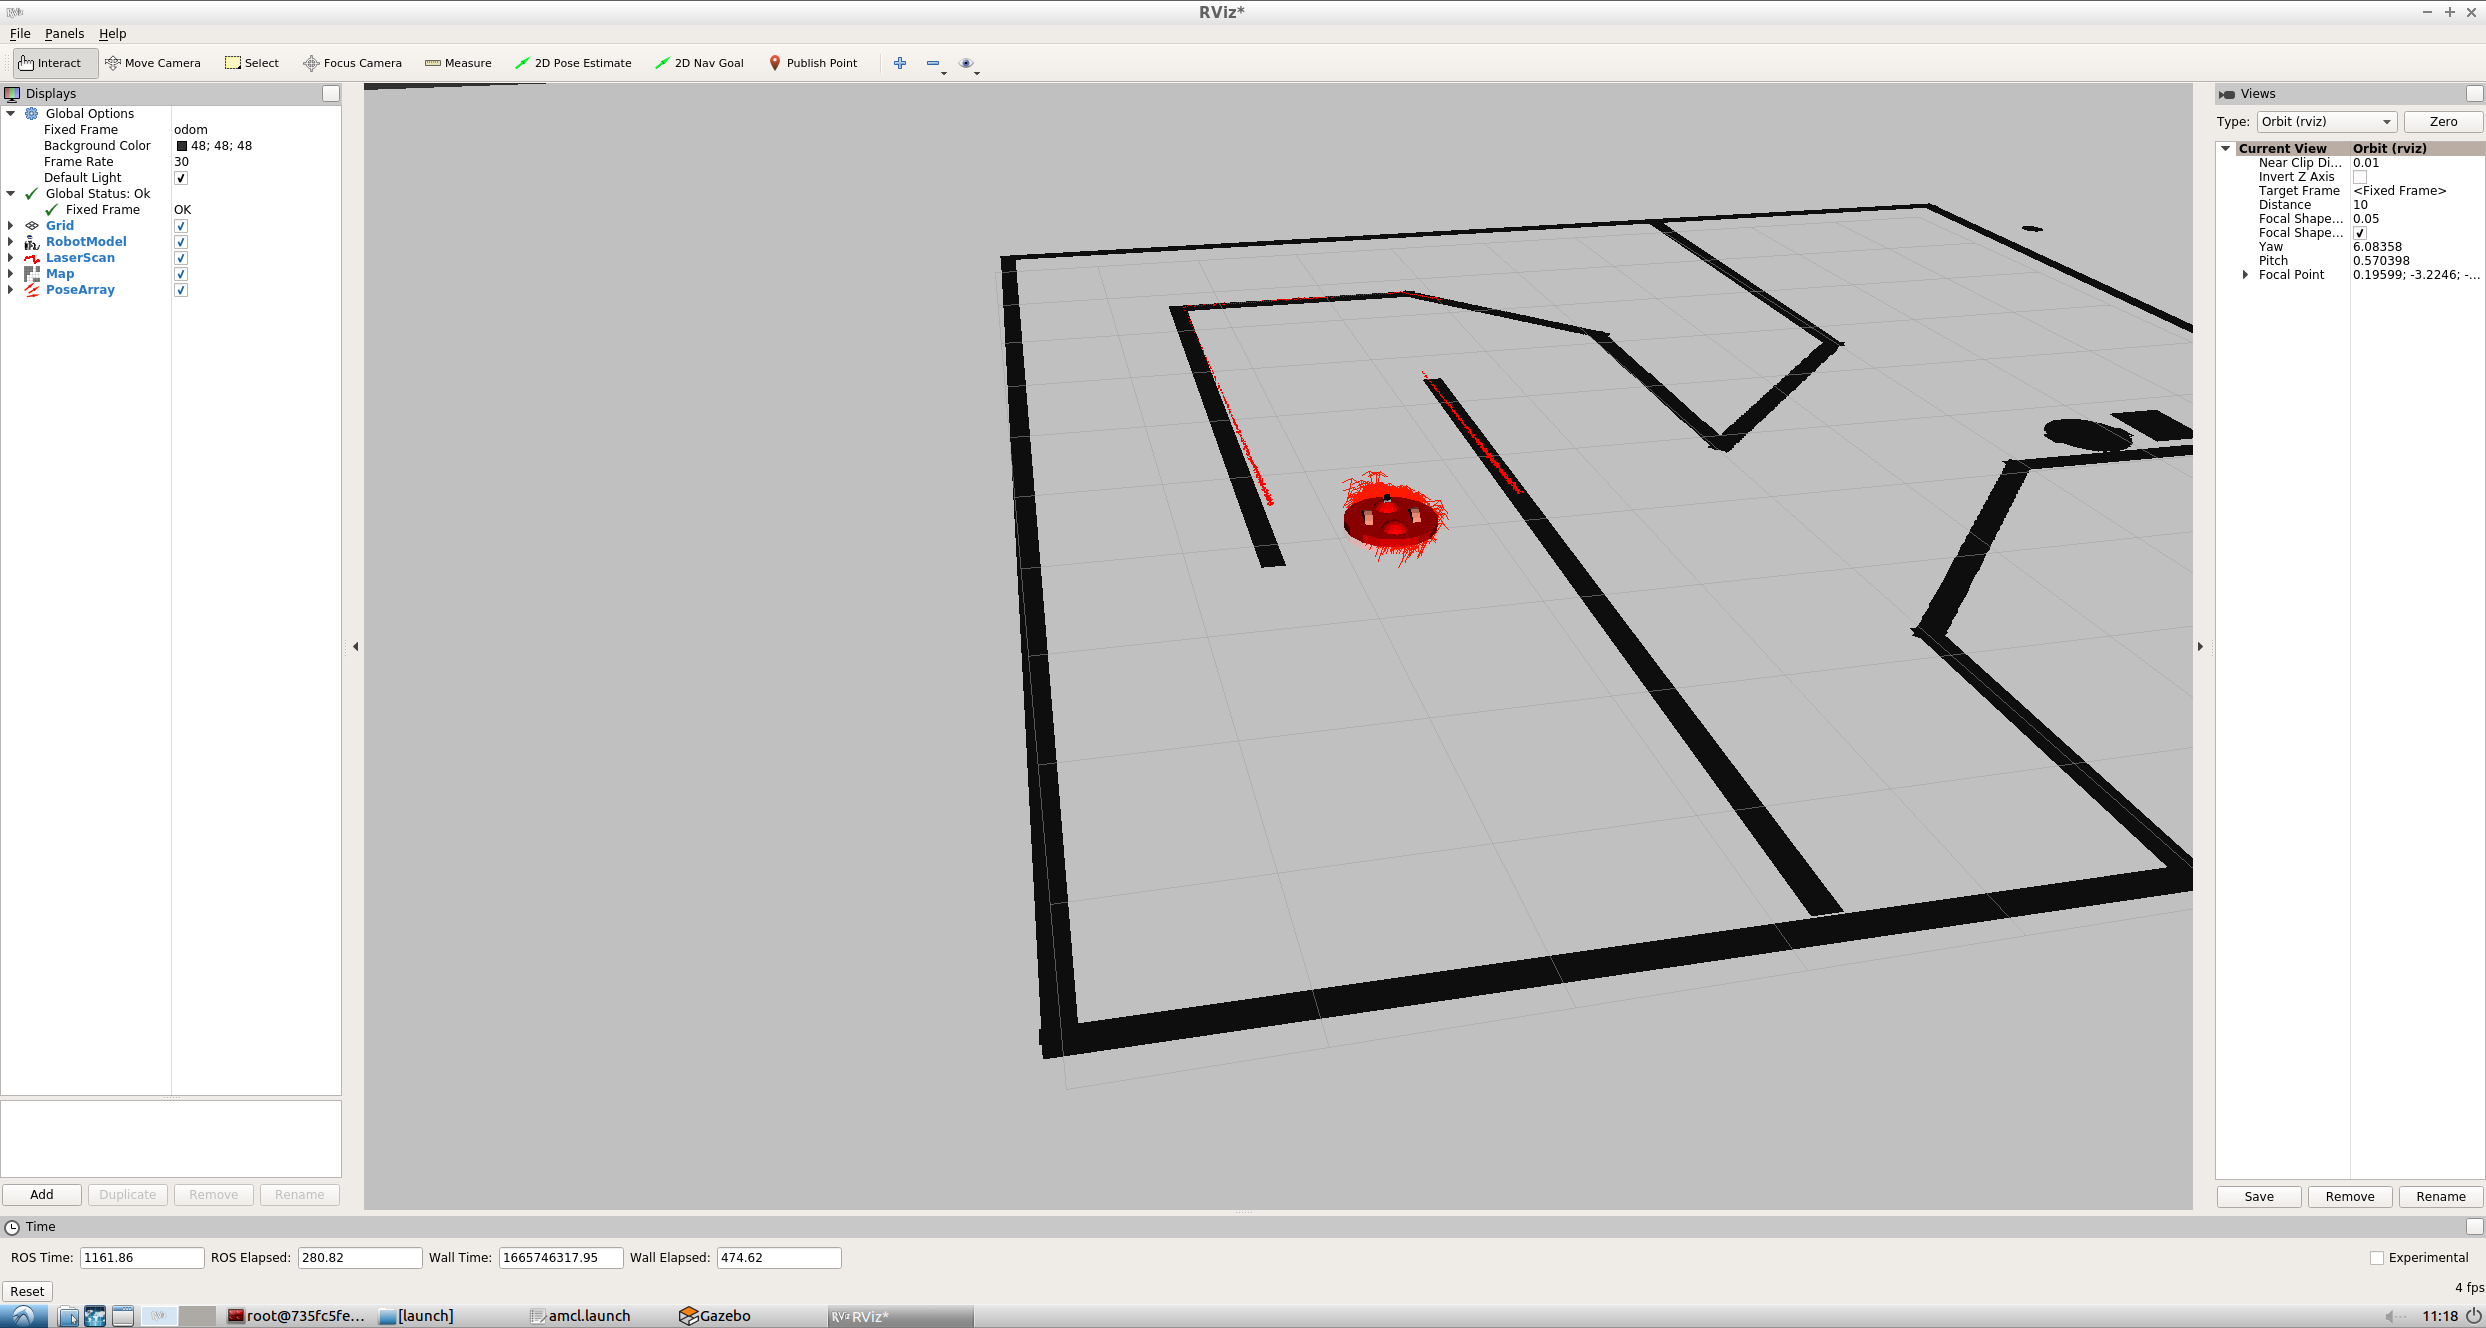 RViz*
File Panels Help
Interact Move Camera Select Focus Camera Measure 2D Pose Estimate 2D Nav Goal Publish Point
Displays
Global Options
Fixed Frame odom
Background Color 48; 48; 48
Frame Rate 30
Default Light
Global Status: Ok
Fixed Frame OK
Grid
RobotModel
LaserScan
Map
PoseArray
Add Duplicate Remove Rename
Views
Type: Orbit (rviz) Zero
Current View Orbit (rviz)
Near Clip Di... 0.01
Invert Z Axis
Target Frame <Fixed Frame>
Distance 10
Focal Shape... 0.05
Focal Shape...
Yaw 6.08358
Pitch 0.570398
Focal Point 0.19599; -3.2246; -...
Save Remove Rename
Time
ROS Time: 1161.86 ROS Elapsed: 280.82 Wall Time: 1665746317.95 Wall Elapsed: 474.62 Experimental
Reset 4 fps
root@735fc5fe... [launch] amcl.launch Gazebo RViz* 11:18